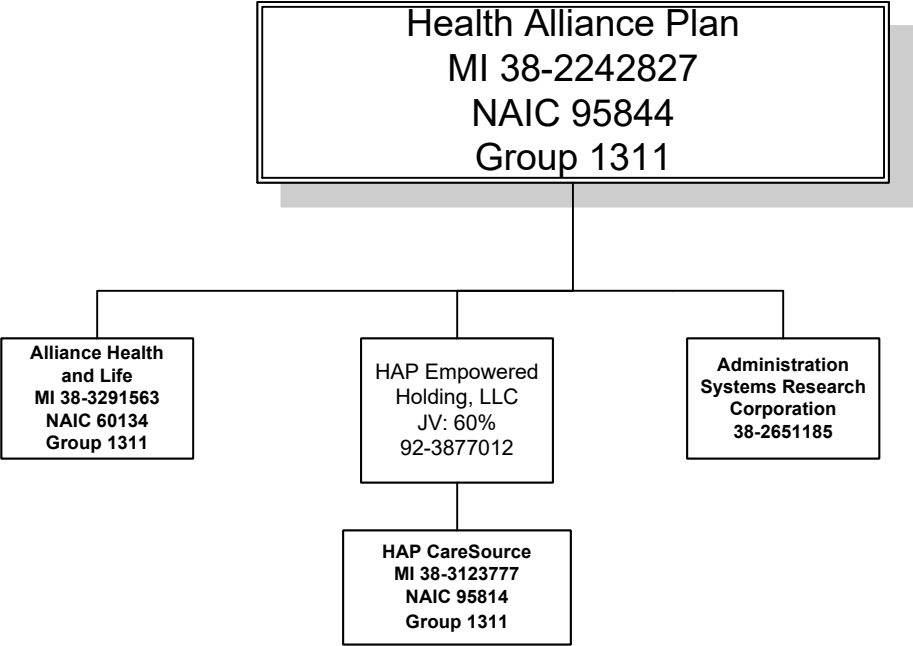 Health Alliance Plan
MI 38-2242827
NAIC 95844
Group 1311
Alliance Health
and Life
MI 38-3291563
NAIC 60134
Group 1311
HAP Empowered
Holding, LLC
JV: 60%
92-3877012
Administration
Systems Research
Corporation
38-2651185
HAP CareSource
MI 38-3123777
NAIC 95814
Group 1311